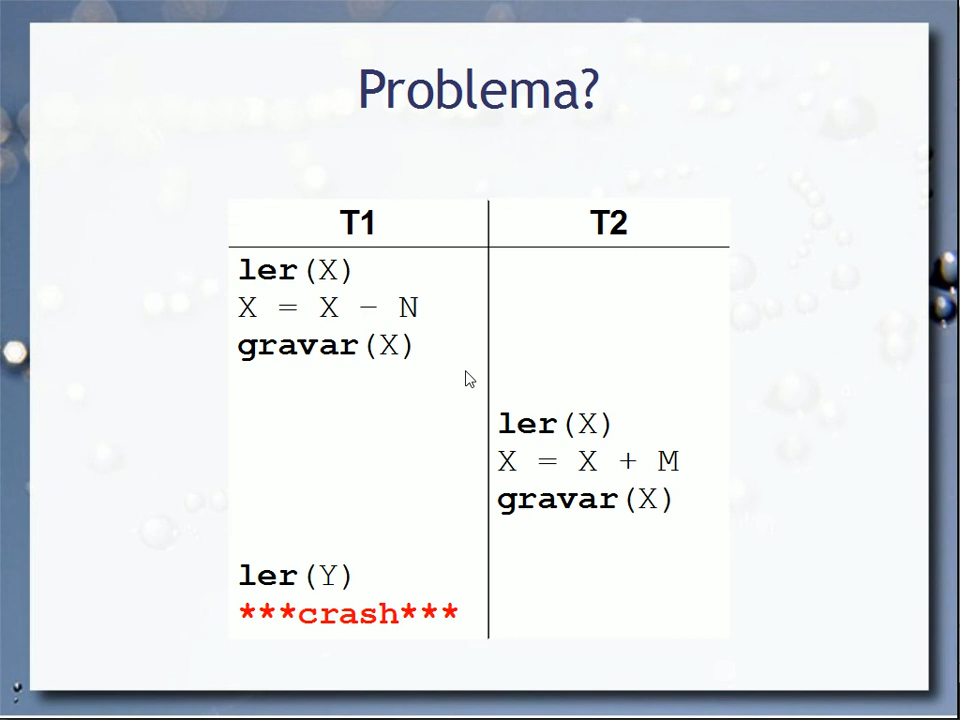 Problema?
T1 T2
ler(X)
X = X - N
gravar(X)
ler(X)
X = X + M
gravar(X)
ler(Y)
***crash***